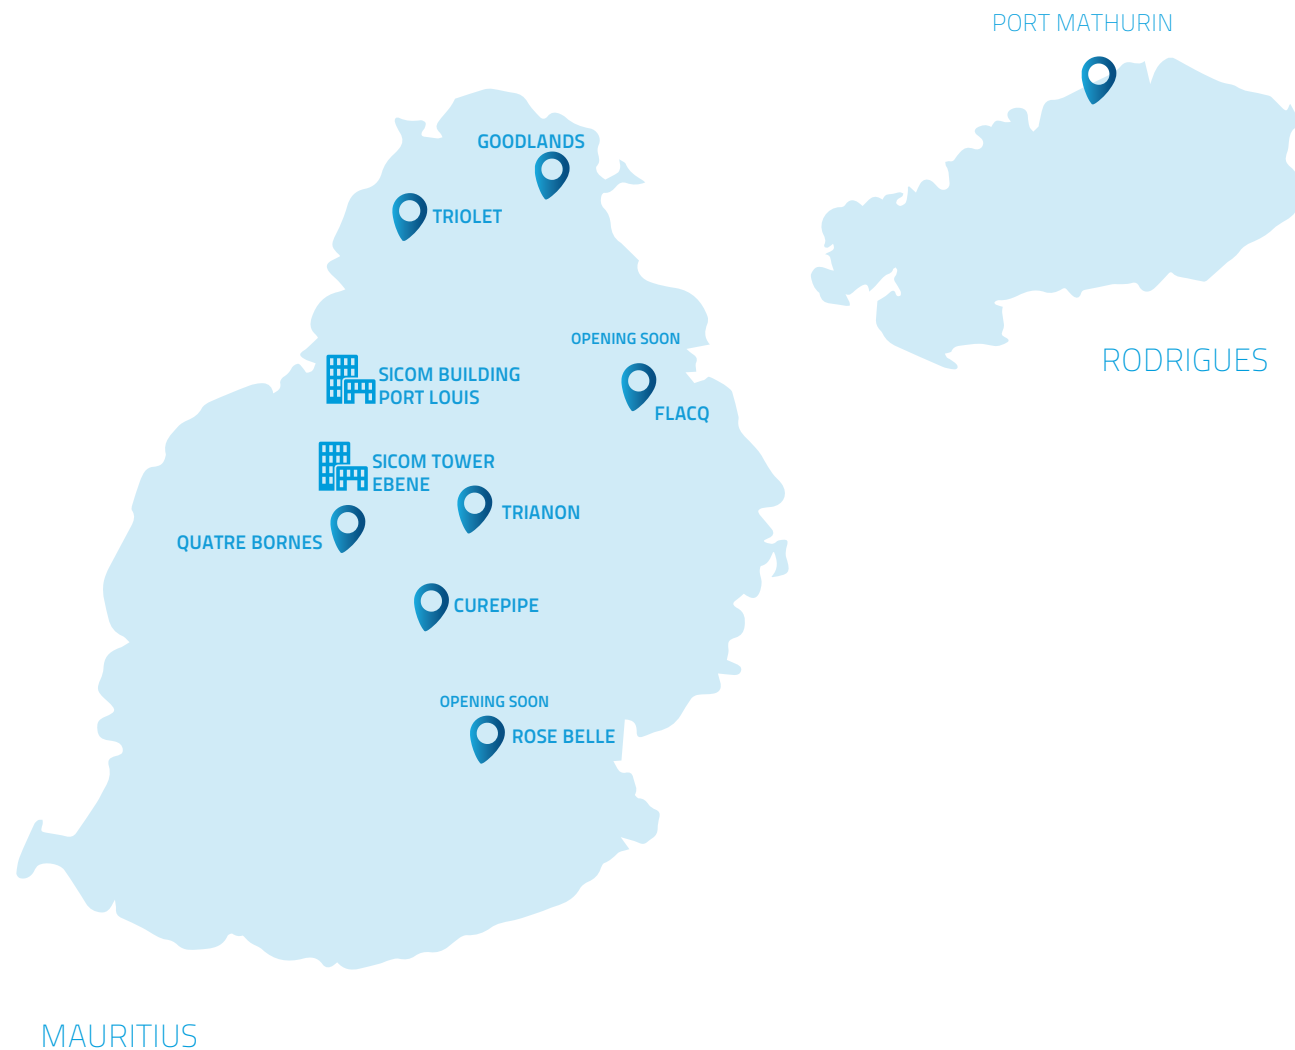 PORT MATHURIN
GOODLANDS
TRIOLET
OPENING SOON
RODRIGUES
SICOM BUILDING
PORT LOUIS
FLACQ
SICOM TOWER
EBENE
TRIANON
QUATRE BORNES
CUREPIPE
OPENING SOON
ROSE BELLE
MAURITIUS